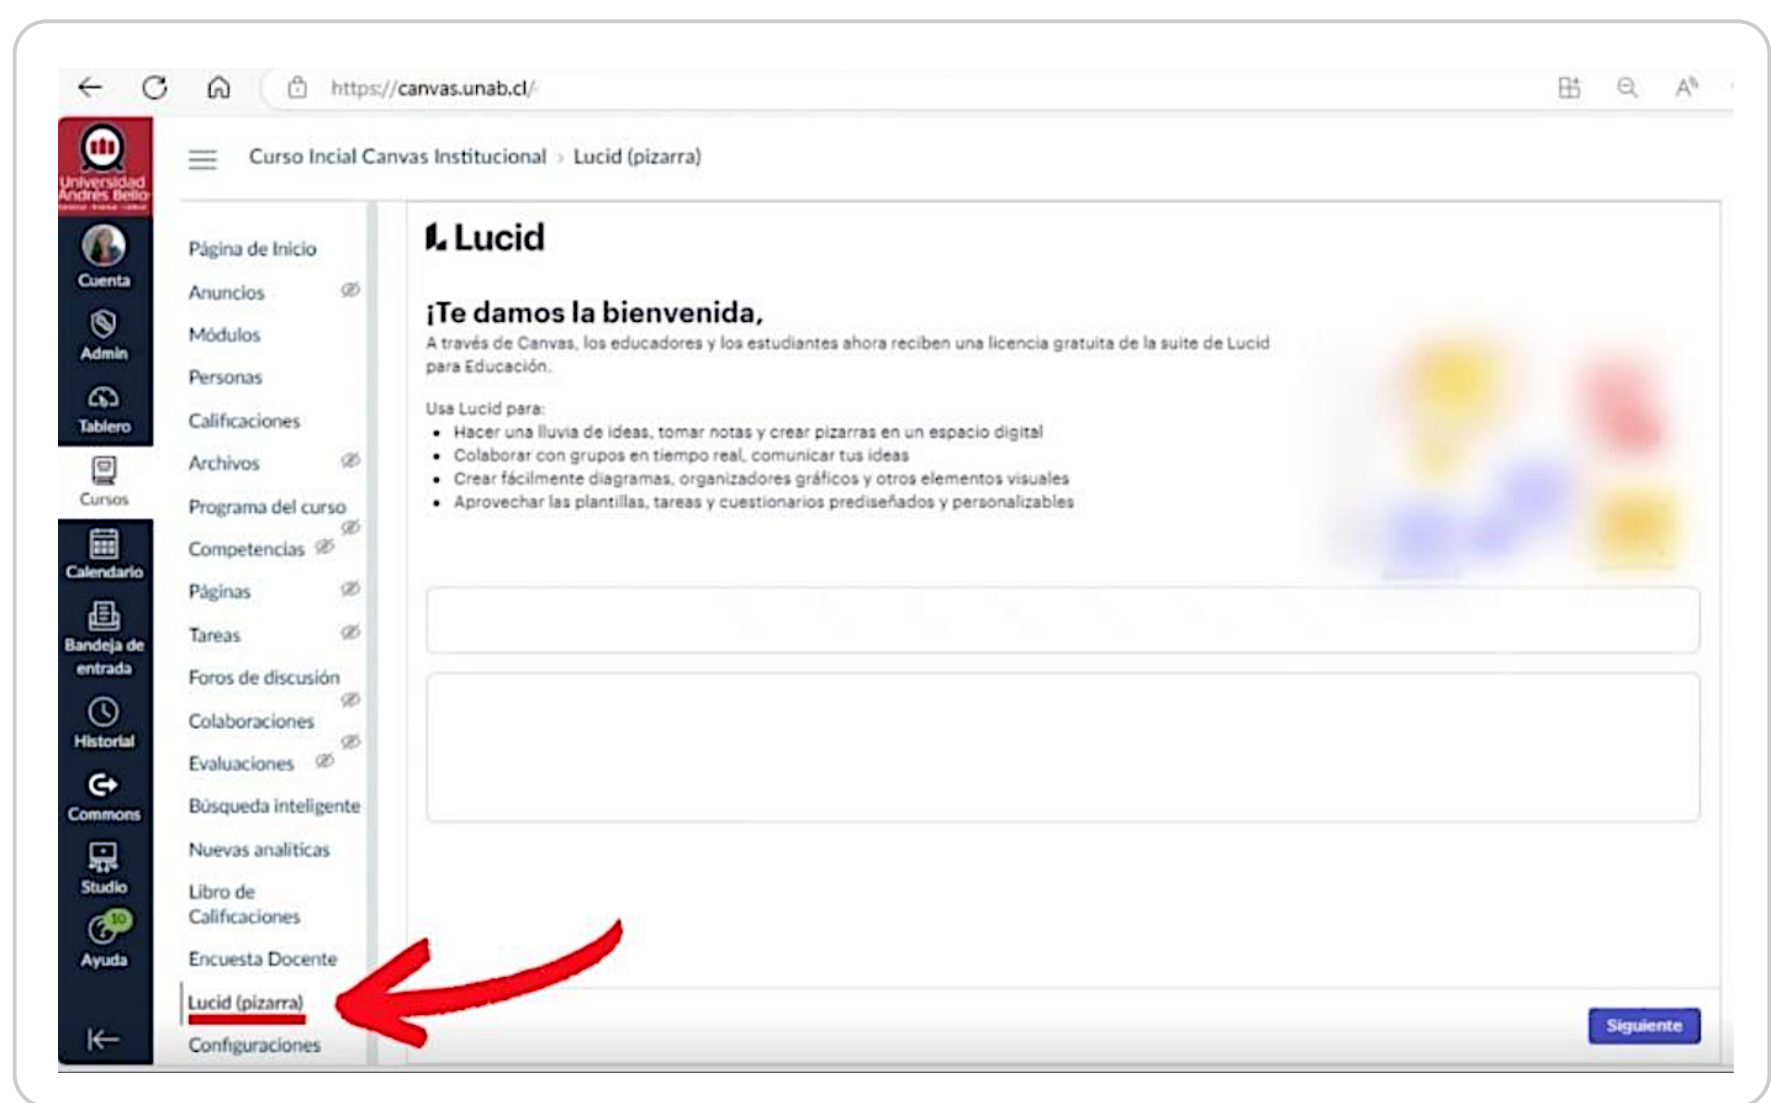 https://canvas.unab.cl/
Universidad
Andrés Bello
Curso Incial Canvas Institucional › Lucid (pizarra)
Cuenta
Admin
Tablero
Cursos
Calendario
Bandeja de
entrada
Historial
Commons
Studio
10
Ayuda
Página de Inicio
Anuncios
Módulos
Personas
Calificaciones
Archivos
Programa del curso
Competencias
Páginas
Tareas
Foros de discusión
Colaboraciones
Evaluaciones
Búsqueda inteligente
Nuevas analíticas
Libro de
Calificaciones
Encuesta Docente
Lucid (pizarra)
Configuraciones
Lucid
¡Te damos la bienvenida,
A través de Canvas, los educadores y los estudiantes ahora reciben una licencia gratuita de la suite de Lucid
para Educación.
Usa Lucid para:
• Hacer una lluvia de ideas, tomar notas y crear pizarras en un espacio digital
• Colaborar con grupos en tiempo real, comunicar tus ideas
• Crear fácilmente diagramas, organizadores gráficos y otros elementos visuales
• Aprovechar las plantillas, tareas y cuestionarios prediseñados y personalizables
Siguiente